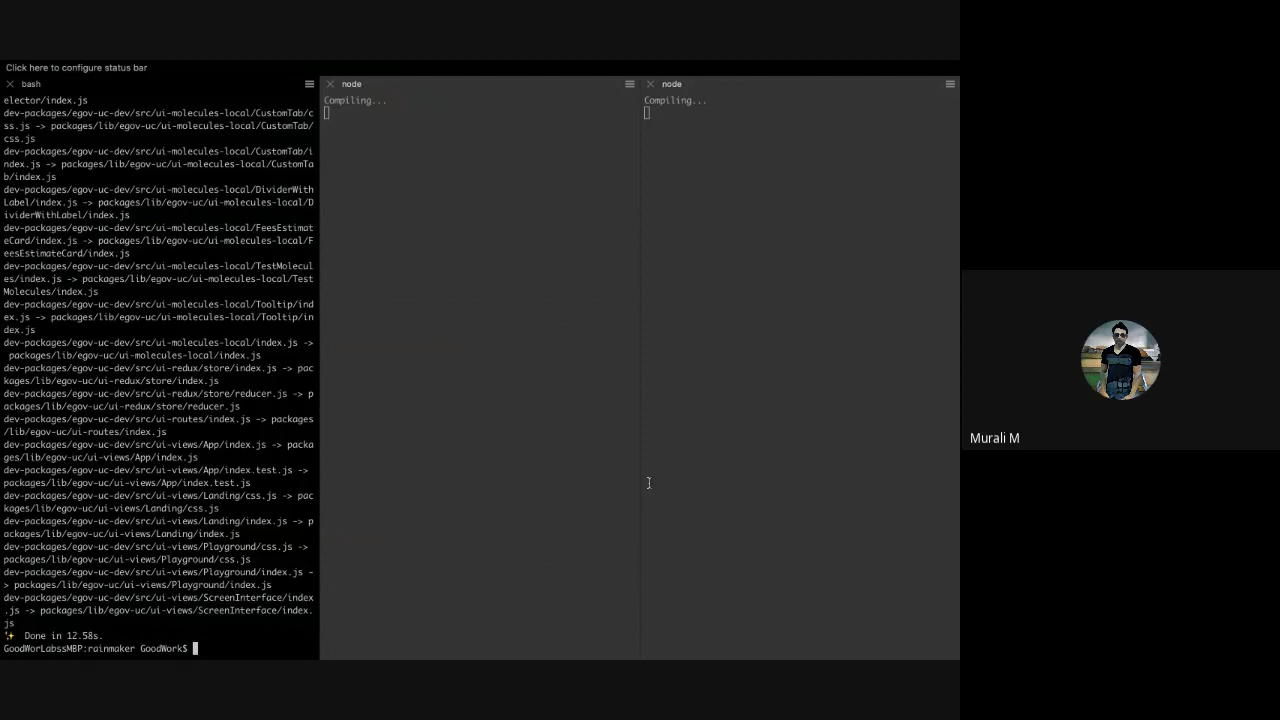 Click here to configure status bar
bash
node
node
elector/index.js
dev-packages/egov-uc-dev/src/ui-molecules-local/CustomTab/c
ss.js -> packages/lib/egov-uc/ui-molecules-local/CustomTab/
css.js
dev-packages/egov-uc-dev/src/ui-molecules-local/CustomTab/i
ndex.js -> packages/lib/egov-uc/ui-molecules-local/CustomTa
b/index.js
dev-packages/egov-uc-dev/src/ui-molecules-local/DividerWith
Label/index.js -> packages/lib/egov-uc/ui-molecules-local/D
ividerWithLabel/index.js
dev-packages/egov-uc-dev/src/ui-molecules-local/FeesEstimat
eCard/index.js -> packages/lib/egov-uc/ui-molecules-local/F
eesEstimateCard/index.js
dev-packages/egov-uc-dev/src/ui-molecules-local/TestMolecul
es/index.js -> packages/lib/egov-uc/ui-molecules-local/Test
Molecules/index.js
dev-packages/egov-uc-dev/src/ui-molecules-local/Tooltip/ind
ex.js -> packages/lib/egov-uc/ui-molecules-local/Tooltip/in
dex.js
dev-packages/egov-uc-dev/src/ui-molecules-local/index.js ->
packages/lib/egov-uc/ui-molecules-local/index.js
dev-packages/egov-uc-dev/src/ui-redux/store/index.js -> pac
kages/lib/egov-uc/ui-redux/store/index.js
dev-packages/egov-uc-dev/src/ui-redux/store/reducer.js -> p
ackages/lib/egov-uc/ui-redux/store/reducer.js
dev-packages/egov-uc-dev/src/ui-routes/index.js -> packages
/lib/egov-uc/ui-routes/index.js
dev-packages/egov-uc-dev/src/ui-views/App/index.js -> packa
ges/lib/egov-uc/ui-views/App/index.js
dev-packages/egov-uc-dev/src/ui-views/App/index.test.js ->
packages/lib/egov-uc/ui-views/App/index.test.js
dev-packages/egov-uc-dev/src/ui-views/Landing/css.js -> pac
kages/lib/egov-uc/ui-views/Landing/css.js
dev-packages/egov-uc-dev/src/ui-views/Landing/index.js -> p
ackages/lib/egov-uc/ui-views/Landing/index.js
dev-packages/egov-uc-dev/src/ui-views/Playground/css.js ->
packages/lib/egov-uc/ui-views/Playground/css.js
dev-packages/egov-uc-dev/src/ui-views/Playground/index.js -
> packages/lib/egov-uc/ui-views/Playground/index.js
dev-packages/egov-uc-dev/src/ui-views/ScreenInterface/index
.js -> packages/lib/egov-uc/ui-views/ScreenInterface/index.
js
✨ Done in 12.58s.
GoodWorLabssMBP:rainmaker GoodWork$
Compiling...
Compiling...
Murali M